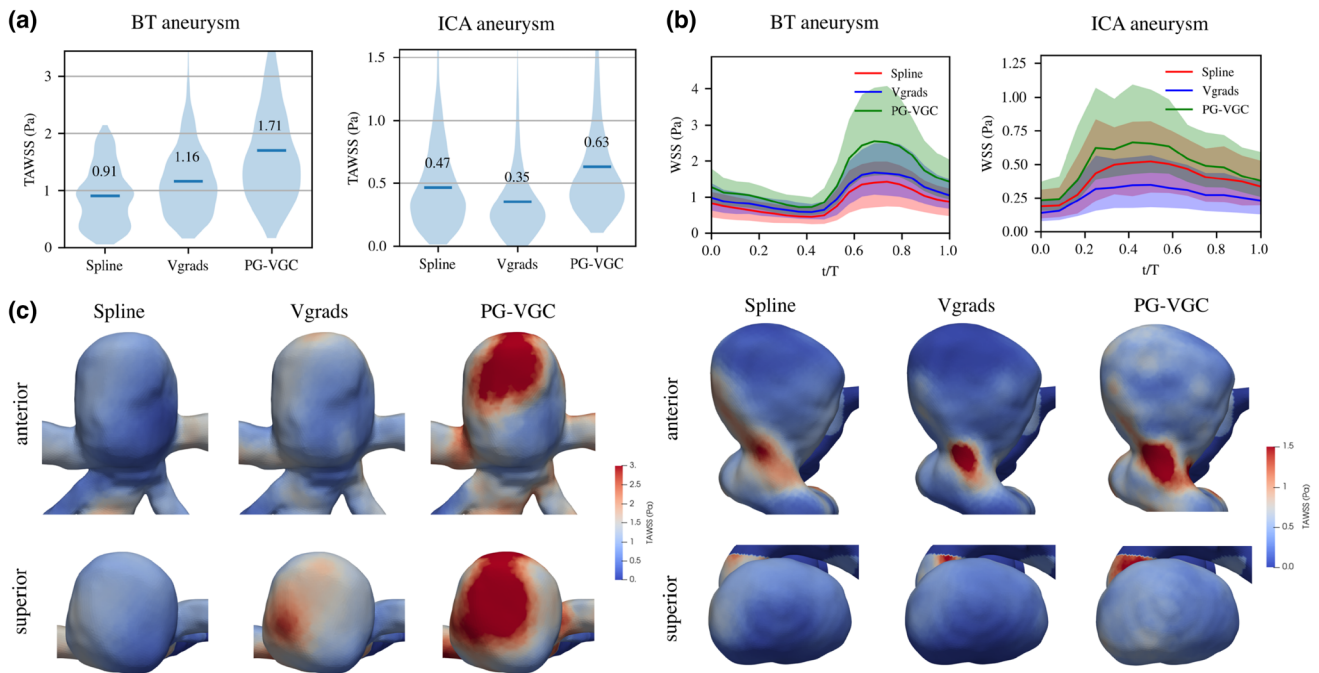 (a)
BT aneurysm
ICA aneurysm
TAWSS (Pa)
3
2
1
0
0.91
1.16
1.71
Spline
Vgrads
PG-VGC
TAWSS (Pa)
1.5
1.0
0.5
0.0
0.47
0.35
0.63
Spline
Vgrads
PG-VGC
(b)
BT aneurysm
ICA aneurysm
WSS (Pa)
4
3
2
1
0
Spline
Vgrads
PG-VGC
0.0
0.2
0.4
0.6
0.8
1.0
t/T
WSS (Pa)
1.25
1.00
0.75
0.50
0.25
0.00
Spline
Vgrads
PG-VGC
0.0
0.2
0.4
0.6
0.8
1.0
t/T
(c)
Spline
Vgrads
PG-VGC
anterior
superior
3.
2.5
2
1.5
1
0.5
0.
TAWSS (Pa)
Spline
Vgrads
PG-VGC
anterior
superior
1.5
1
0.5
0.0
TAWSS (Pa)